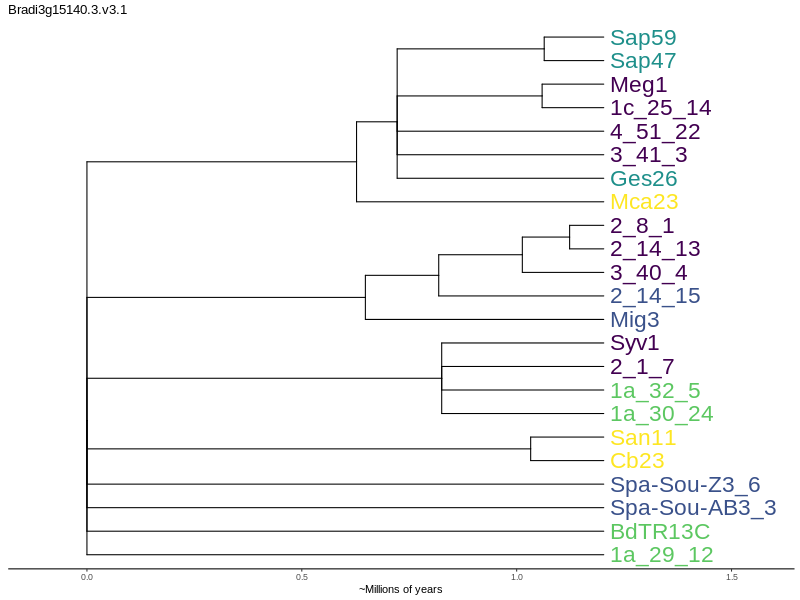 Bradi3g15140.3.v3.1
Sap59
Sap47
Meg1
1c_25_14
4_51_22
3_41_3
Ges26
Mca23
2_8_1
2_14_13
3_40_4
2_14_15
Mig3
Syv1
2_1_7
1a_32_5
1a_30_24
San11
Cb23
Spa-Sou-Z3_6
Spa-Sou-AB3_3
BdTR13C
1a_29_12
0.0 0.5 1.0 1.5
~Millions of years